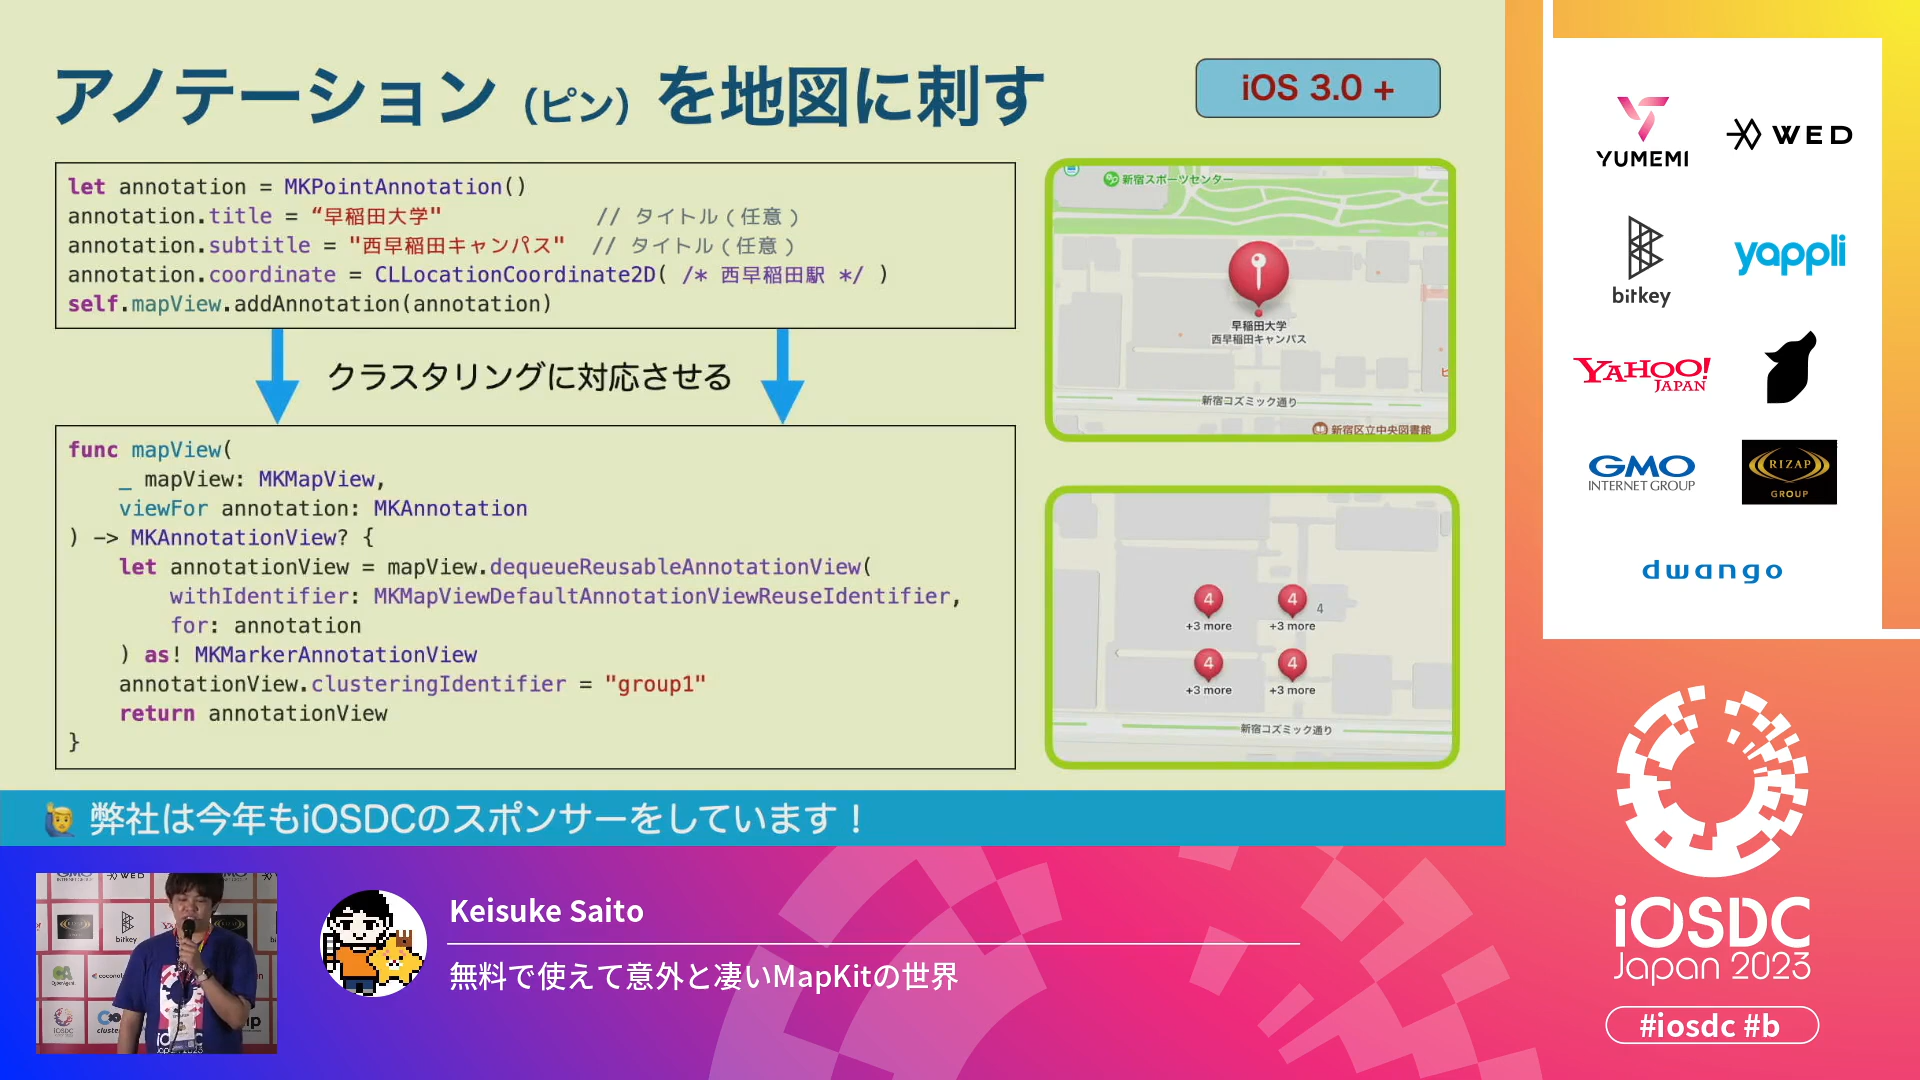 アノテーション（ピン）を地図に刺す
iOS 3.0 +
let annotation = MKPointAnnotation()
annotation.title = “早稲田大学" // タイトル（任意）
annotation.subtitle = "西早稲田キャンパス" // タイトル（任意）
annotation.coordinate = CLLocationCoordinate2D( /* 西早稲田駅 */ )
self.mapView.addAnnotation(annotation)
クラスタリングに対応させる
func mapView(
_ mapView: MKMapView,
viewFor annotation: MKAnnotation
) -> MKAnnotationView? {
let annotationView = mapView.dequeueReusableAnnotationView(
withIdentifier: MKMapViewDefaultAnnotationViewReuseIdentifier,
for: annotation
) as! MKMarkerAnnotationView
annotationView.clusteringIdentifier = "group1"
return annotationView
}
新宿スポーツセンター
早稲田大学
西早稲田キャンパス
新宿コズミック通り
新宿区立中央図書館
4 4 4
+3 more +3 more
4 4
+3 more +3 more
新宿コズミック通り
弊社は今年もiOSDCのスポンサーをしています！
Keisuke Saito
無料で使えて意外と凄いMapKitの世界
YUMEMI
WED
bitkey
yappli
YAHOO!
JAPAN
GMO
INTERNET GROUP
RIZAP
GROUP
dwango
iOSDC
Japan 2023
#iosdc #b